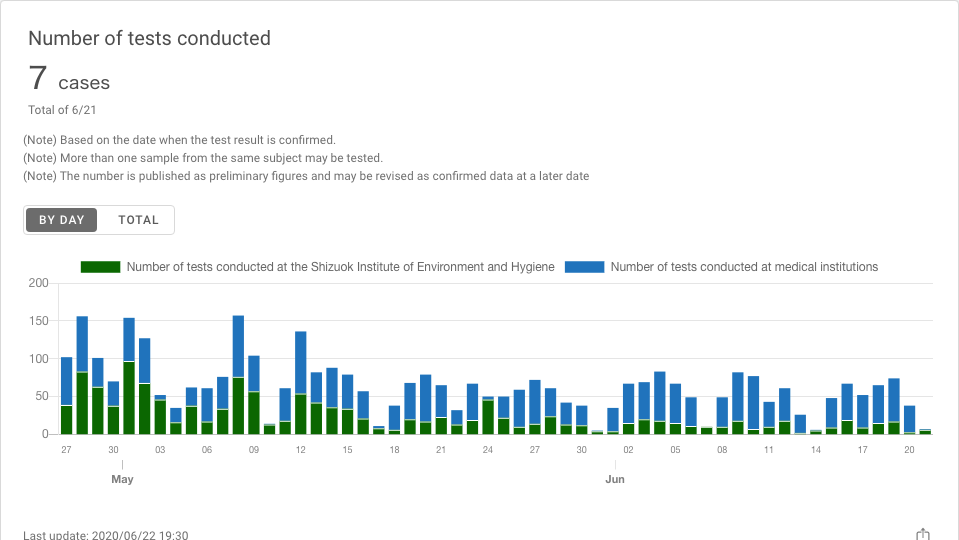 Number of tests conducted
7 cases
Total of 6/21
(Note) Based on the date when the test result is confirmed.
(Note) More than one sample from the same subject may be tested.
(Note) The number is published as preliminary figures and may be revised as confirmed data at a later date
BY DAY TOTAL
Number of tests conducted at the Shizuok Institute of Environment and Hygiene Number of tests conducted at medical institutions
200
150
100
50
0
27 30 03 06 09 12 15 18 21 24 27 30 02 05 08 11 14 17 20
May Jun
Last update: 2020/06/22 19:30